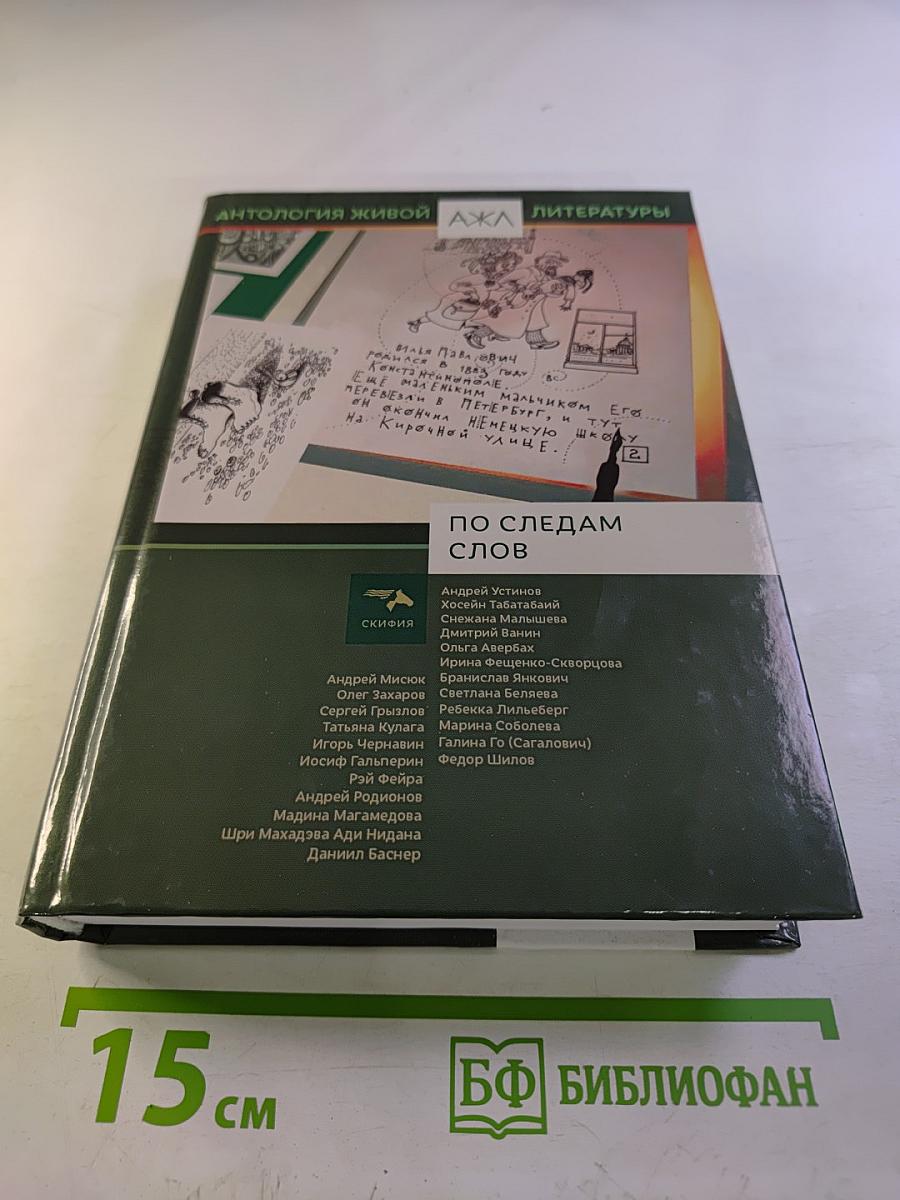 АНТОЛОГИЯ ЖИВОЙ АЖЛ ЛИТЕРАТУРЫ
ИЛЬЯ ПАВЛОВИЧ
РОДИЛСЯ В 1883 ГОДУ
КОНСТАНТИНОПОЛЕ.
ЕЩЁ МАЛЕНЬКИМ МАЛЬЧИКОМ ЕГО
ПЕРЕВЕЗЛИ В ПЕТЕРБУРГ, И ТУТ
ОН ОКОНЧИЛ НЕМЕЦКУЮ ШКОЛУ
НА КИРОЧНОЙ УЛИЦЕ.
ВС
2
ПО СЛЕДАМ
СЛОВ
СКИФИЯ
Андрей Устинов
Хосейн Табатабаий
Снежана Малышева
Дмитрий Ванин
Ольга Авербах
Ирина Фещенко-Скворцова
Бранислав Янкович
Светлана Беляева
Ребекка Лильеберг
Марина Соболева
Галина Го (Сагалович)
Федор Шилов
Андрей Мисюк
Олег Захаров
Сергей Грызлов
Татьяна Кулага
Игорь Чернавин
Иосиф Гальперин
Рэй Фейра
Андрей Родионов
Мадина Магамедова
Шри Махадэва Ади Нидана
Даниил Баснер
15 см
БФ БИБЛИОФАН